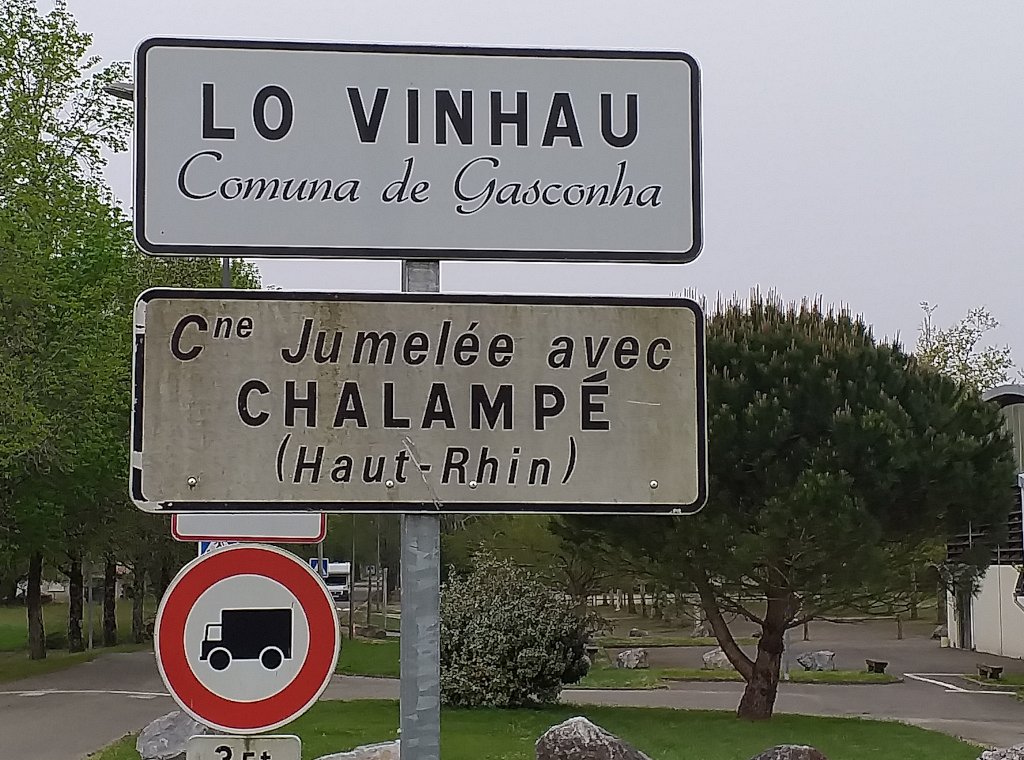 LO VINHAU
Comuna de Gasconha
Cne Jumelée avec
CHALAMPÉ
(Haut-Rhin)